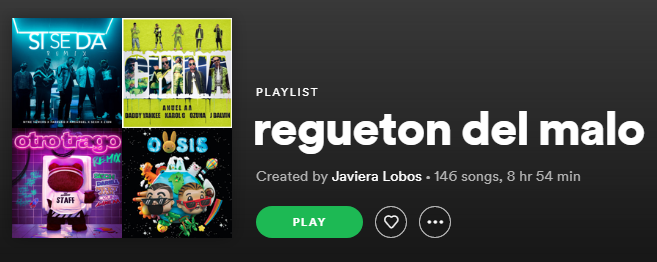 SI SE DA
REMIX
CHINA
ANUEL AA
DADDY YANKEE KAROL G OZUNA J BALVIN
otro trago
REMIX
STAFF
OASIS
PLAYLIST
regueton del malo
Created by Javiera Lobos • 146 songs, 8 hr 54 min
PLAY